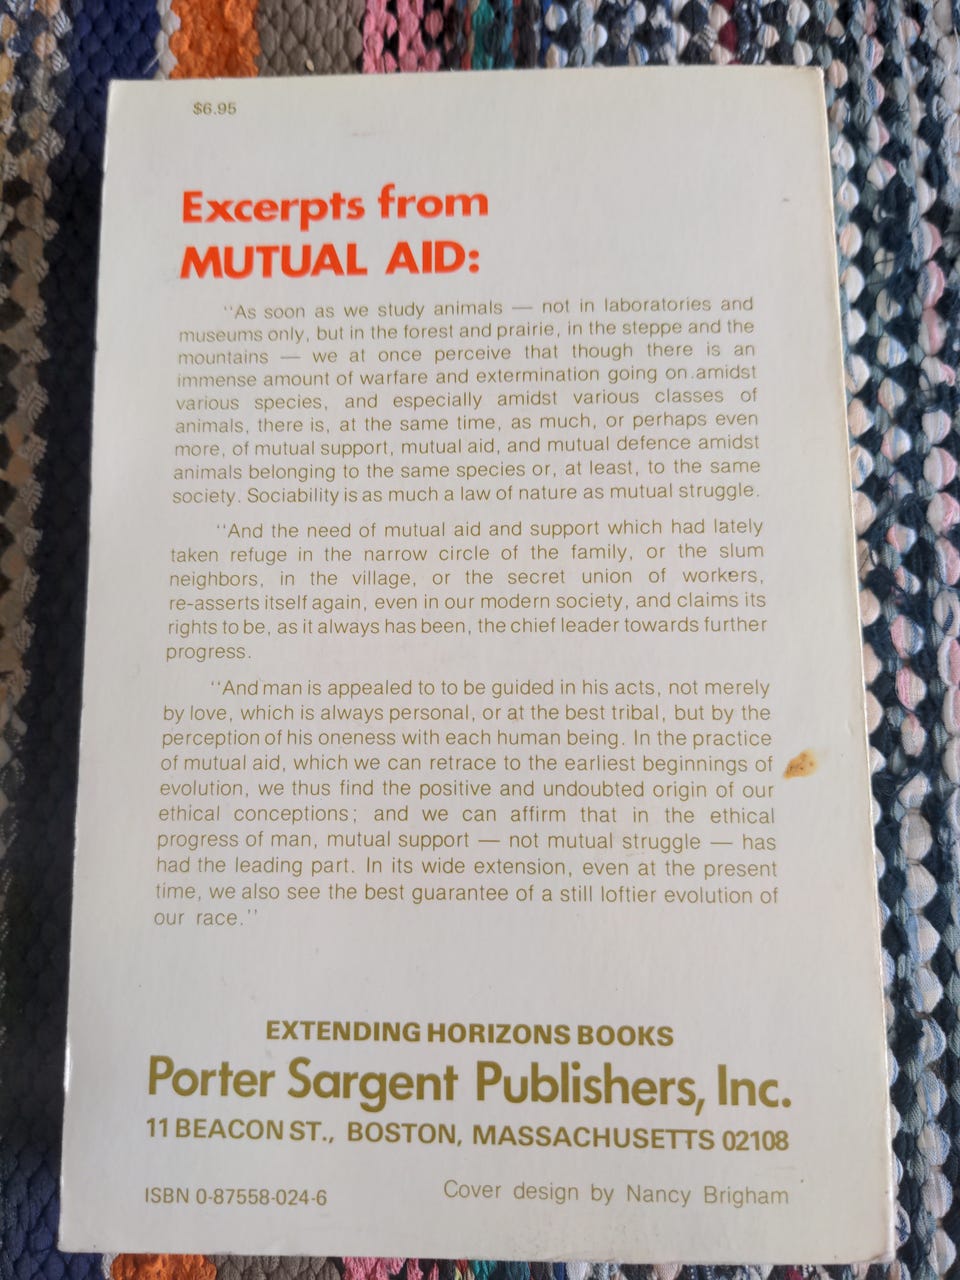 $6.95
Excerpts from
MUTUAL AID:
"As soon as we study animals — not in laboratories and
museums only, but in the forest and prairie, in the steppe and the
mountains — we at once perceive that though there is an
immense amount of warfare and extermination going on amidst
various species, and especially amidst various classes of
animals, there is, at the same time, as much, or perhaps even
more, of mutual support, mutual aid, and mutual defence amidst
animals belonging to the same species or, at least, to the same
society. Sociability is as much a law of nature as mutual struggle.
"And the need of mutual aid and support which had lately
taken refuge in the narrow circle of the family, or the slum
neighbors, in the village, or the secret union of workers,
re-asserts itself again, even in our modern society, and claims its
rights to be, as it always has been, the chief leader towards further
progress.
"And man is appealed to to be guided in his acts, not merely
by love, which is always personal, or at the best tribal, but by the
perception of his oneness with each human being. In the practice
of mutual aid, which we can retrace to the earliest beginnings of
evolution, we thus find the positive and undoubted origin of our
ethical conceptions; and we can affirm that in the ethical
progress of man, mutual support — not mutual struggle — has
had the leading part. In its wide extension, even at the present
time, we also see the best guarantee of a still loftier evolution of
our race."
EXTENDING HORIZONS BOOKS
Porter Sargent Publishers, Inc.
11 BEACON ST., BOSTON, MASSACHUSETTS 02108
ISBN 0-87558-024-6
Cover design by Nancy Brigham